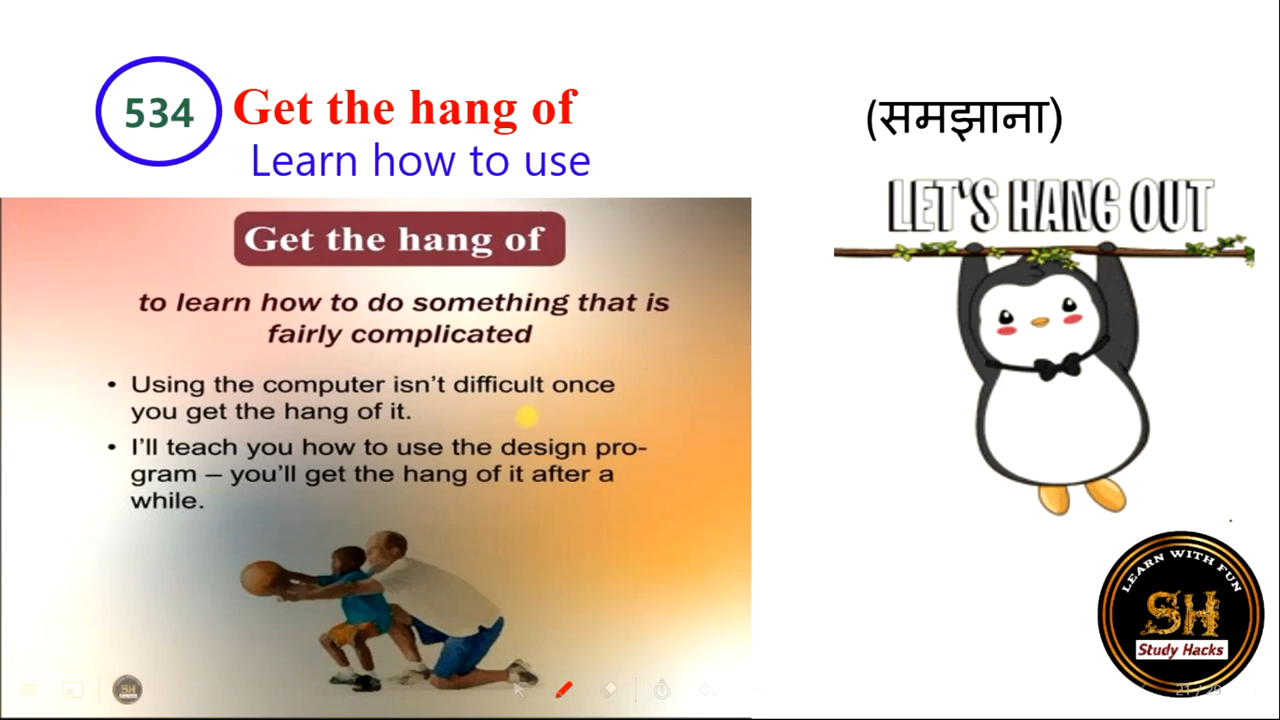 534
Get the hang of
(समझाना)
Learn how to use
LET'S HANG OUT
Get the hang of
to learn how to do something that is
fairly complicated
• Using the computer isn't difficult once
you get the hang of it.
• I'll teach you how to use the design pro-
gram – you'll get the hang of it after a
while.
LEARN WITH FUN
SH
Study Hacks
SH
21 / 29